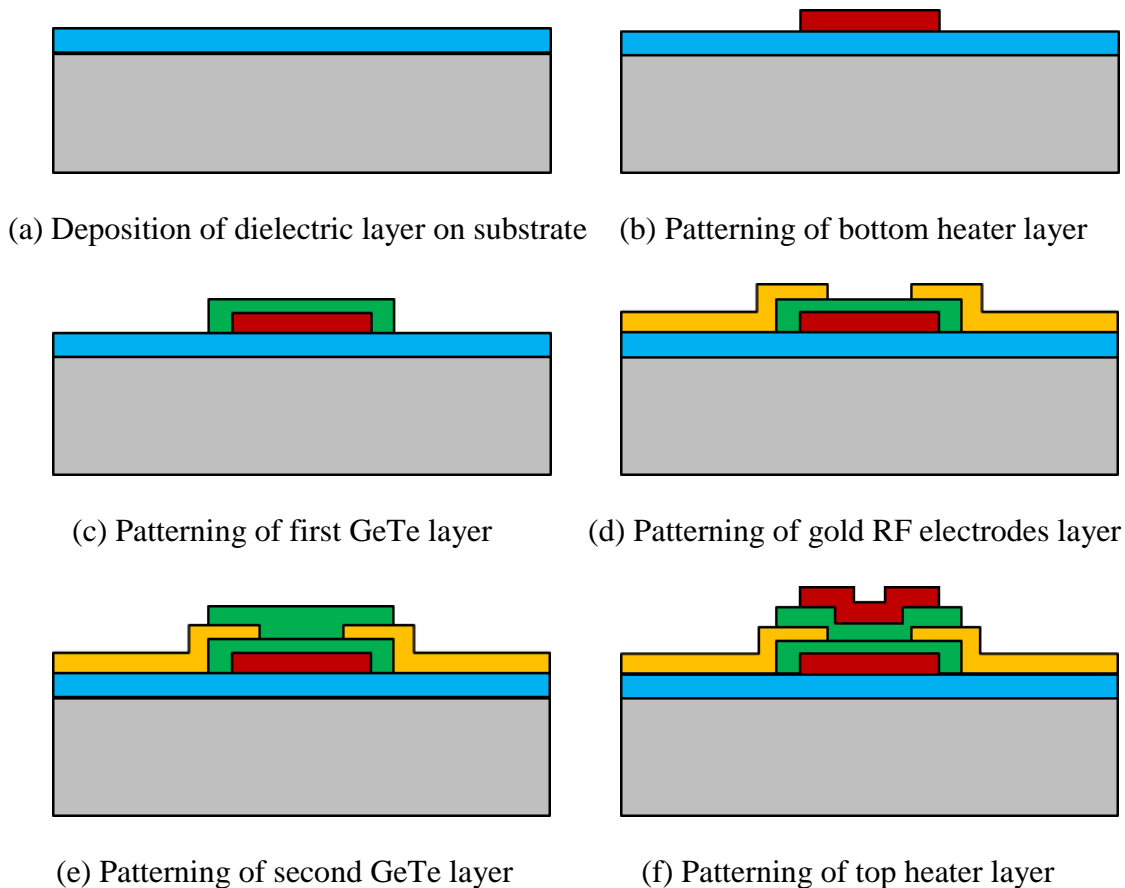 (a) Deposition of dielectric layer on substrate
(b) Patterning of bottom heater layer
(c) Patterning of first GeTe layer
(d) Patterning of gold RF electrodes layer
(e) Patterning of second GeTe layer
(f) Patterning of top heater layer